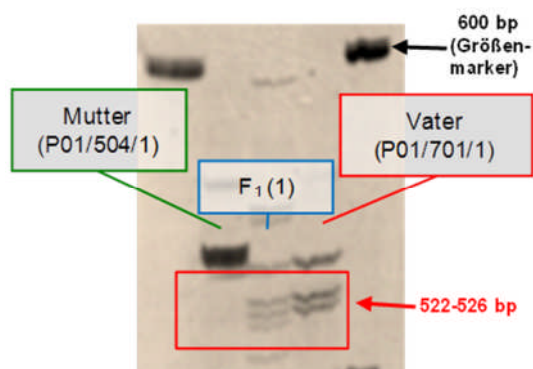 600 bp
(Größen-
marker)
Mutter
(P01/504/1)
Vater
(P01/701/1)
F₁(1)
522-526 bp